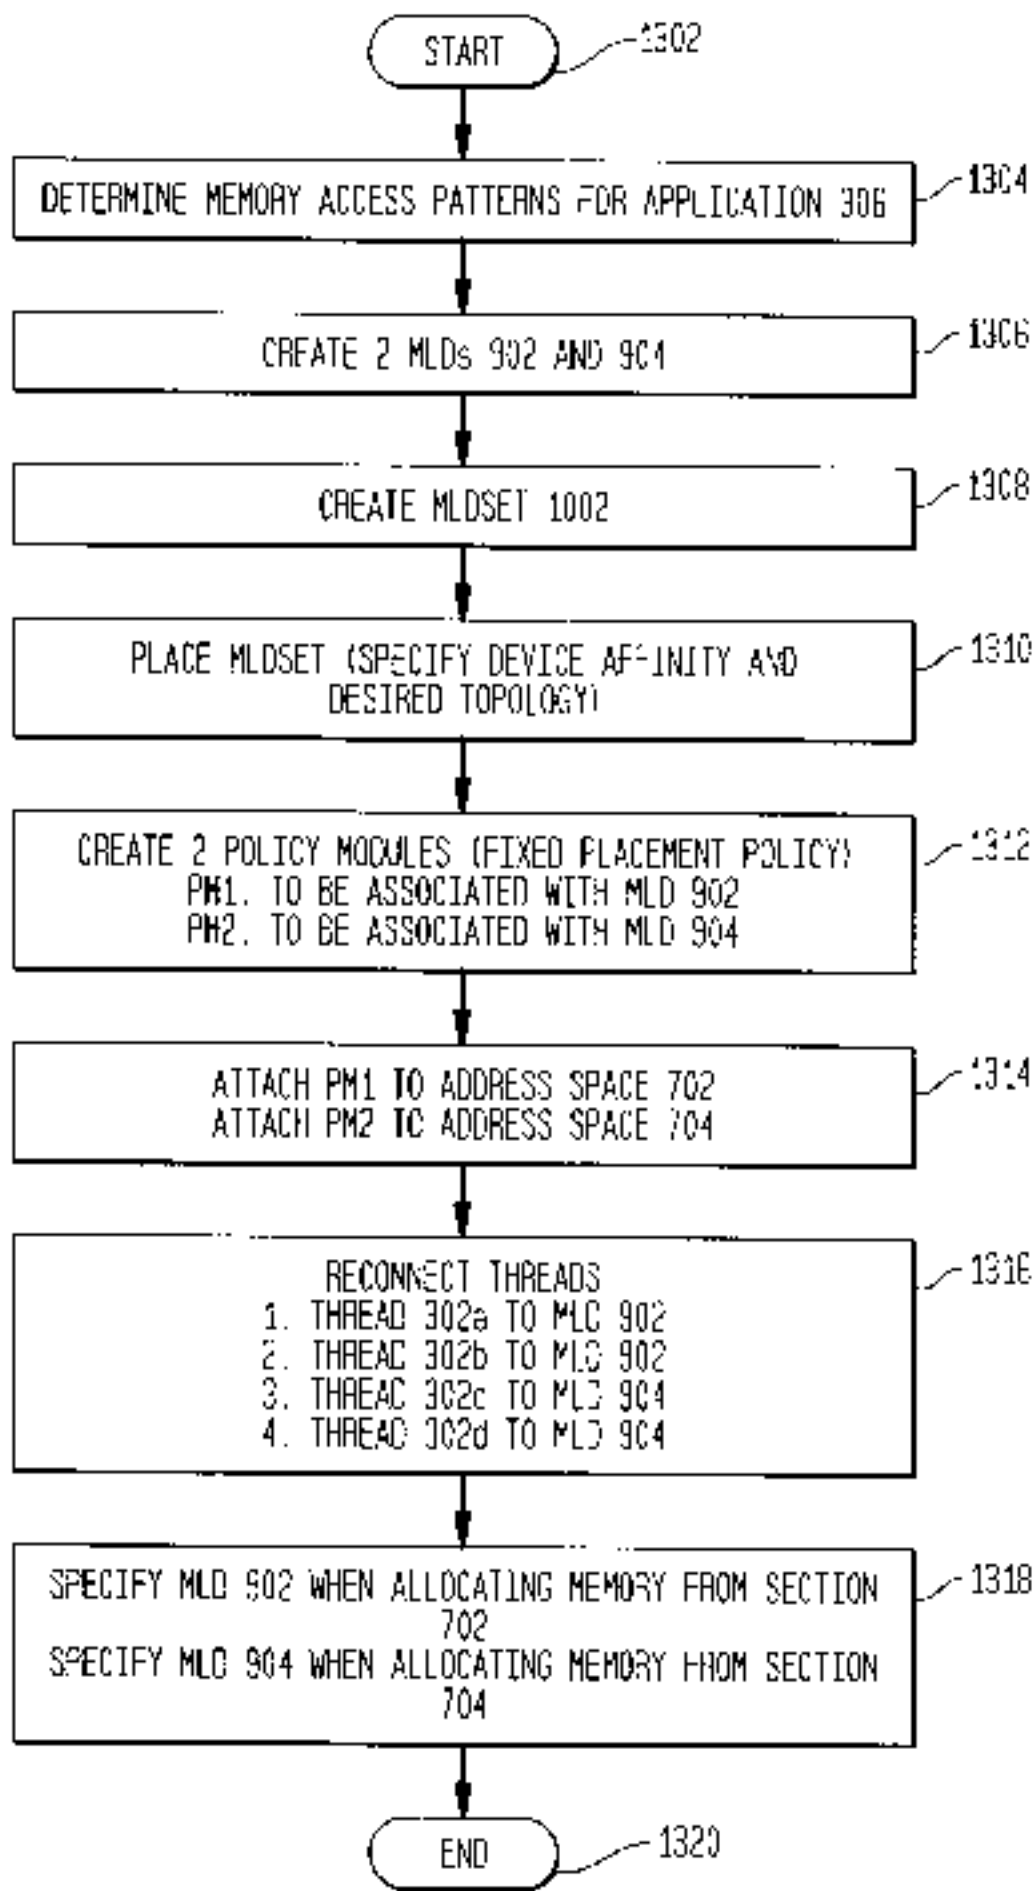 START
1302
DETERMINE MEMORY ACCESS PATTERNS FOR APPLICATION 306
1304
CREATE 2 MLDs 902 AND 904
1306
CREATE MLDSET 1002
1308
PLACE MLDSET (SPECIFY DEVICE AFFINITY AND
DESIRED TOPOLOGY)
1310
CREATE 2 POLICY MODULES (FIXED PLACEMENT POLICY)
PM1. TO BE ASSOCIATED WITH MLD 902
PM2. TO BE ASSOCIATED WITH MLD 904
1312
ATTACH PM1 TO ADDRESS SPACE 702
ATTACH PM2 TO ADDRESS SPACE 704
1314
RECONNECT THREADS
1. THREAD 302a TO MLD 902
2. THREAD 302b TO MLD 902
3. THREAD 302c TO MLD 904
4. THREAD 302d TO MLD 904
1316
SPECIFY MLD 902 WHEN ALLOCATING MEMORY FROM SECTION
702
SPECIFY MLD 904 WHEN ALLOCATING MEMORY FROM SECTION
704
1318
END
1320